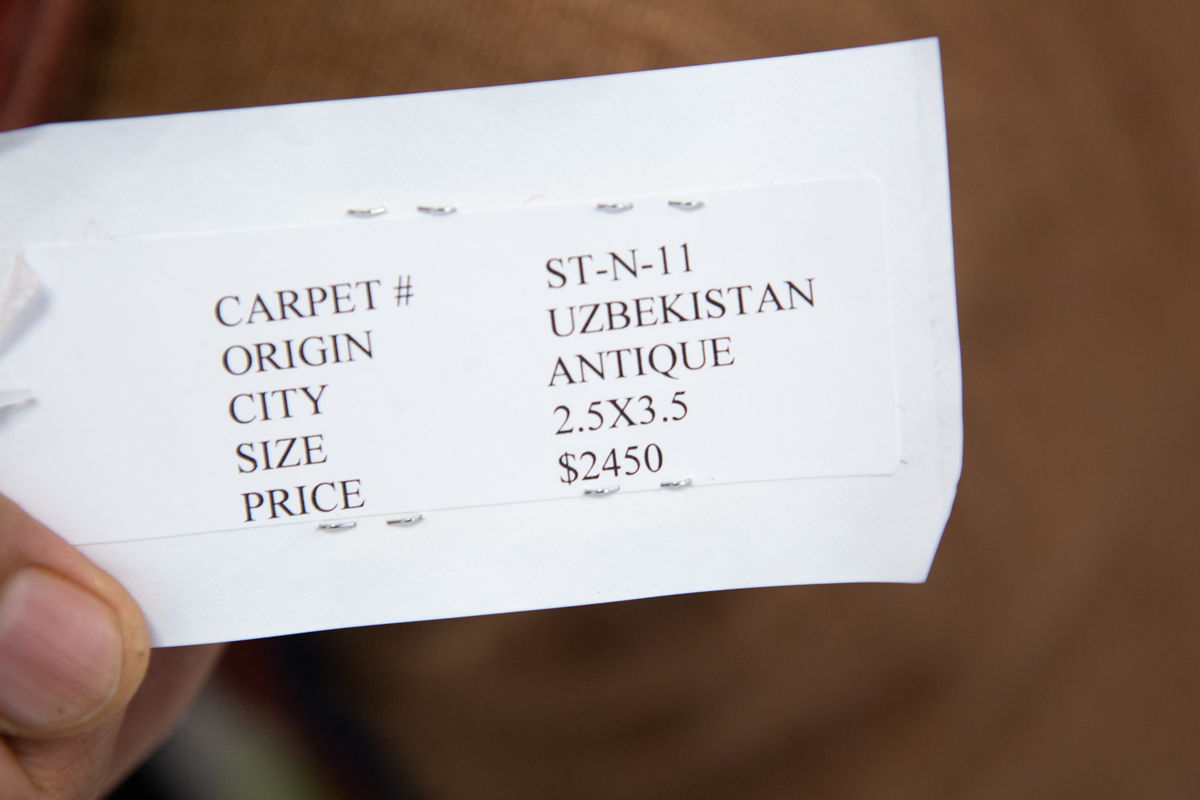 CARPET # ST-N-11
ORIGIN UZBEKISTAN
CITY ANTIQUE
SIZE 2.5X3.5
PRICE $2450